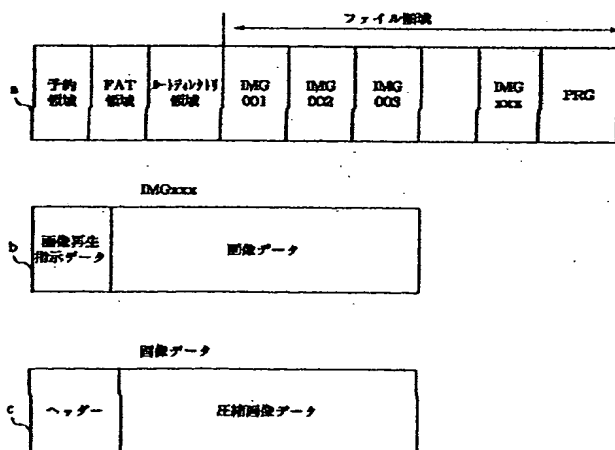 ファイル領域
a
予約
領域
FAT
領域
ルートディレクトリ
領域
IMG
001
IMG
002
IMG
003
IMG
xxx
PRG
IMGxxx
b
画像再生
指示データ
画像データ
画像データ
c
ヘッダー
圧縮画像データ